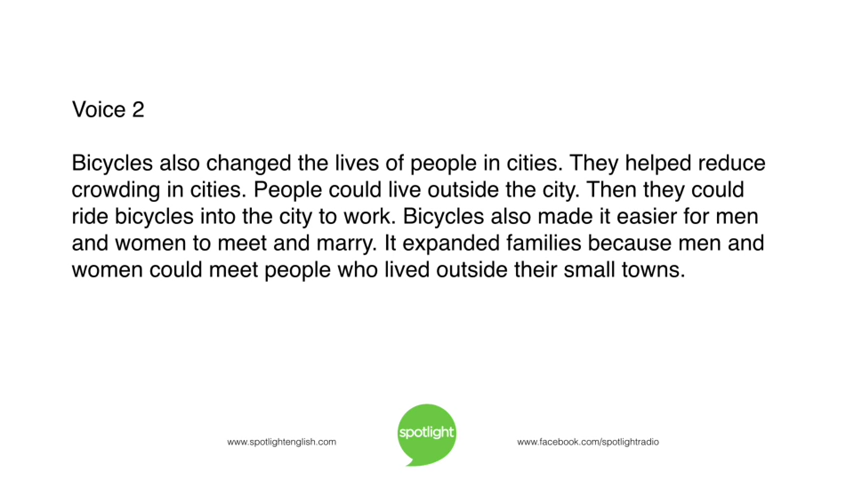 Voice 2
Bicycles also changed the lives of people in cities. They helped reduce
crowding in cities. People could live outside the city. Then they could
ride bicycles into the city to work. Bicycles also made it easier for men
and women to meet and marry. It expanded families because men and
women could meet people who lived outside their small towns.
spotlight
www.spotlightenglish.com
www.facebook.com/spotlightradio